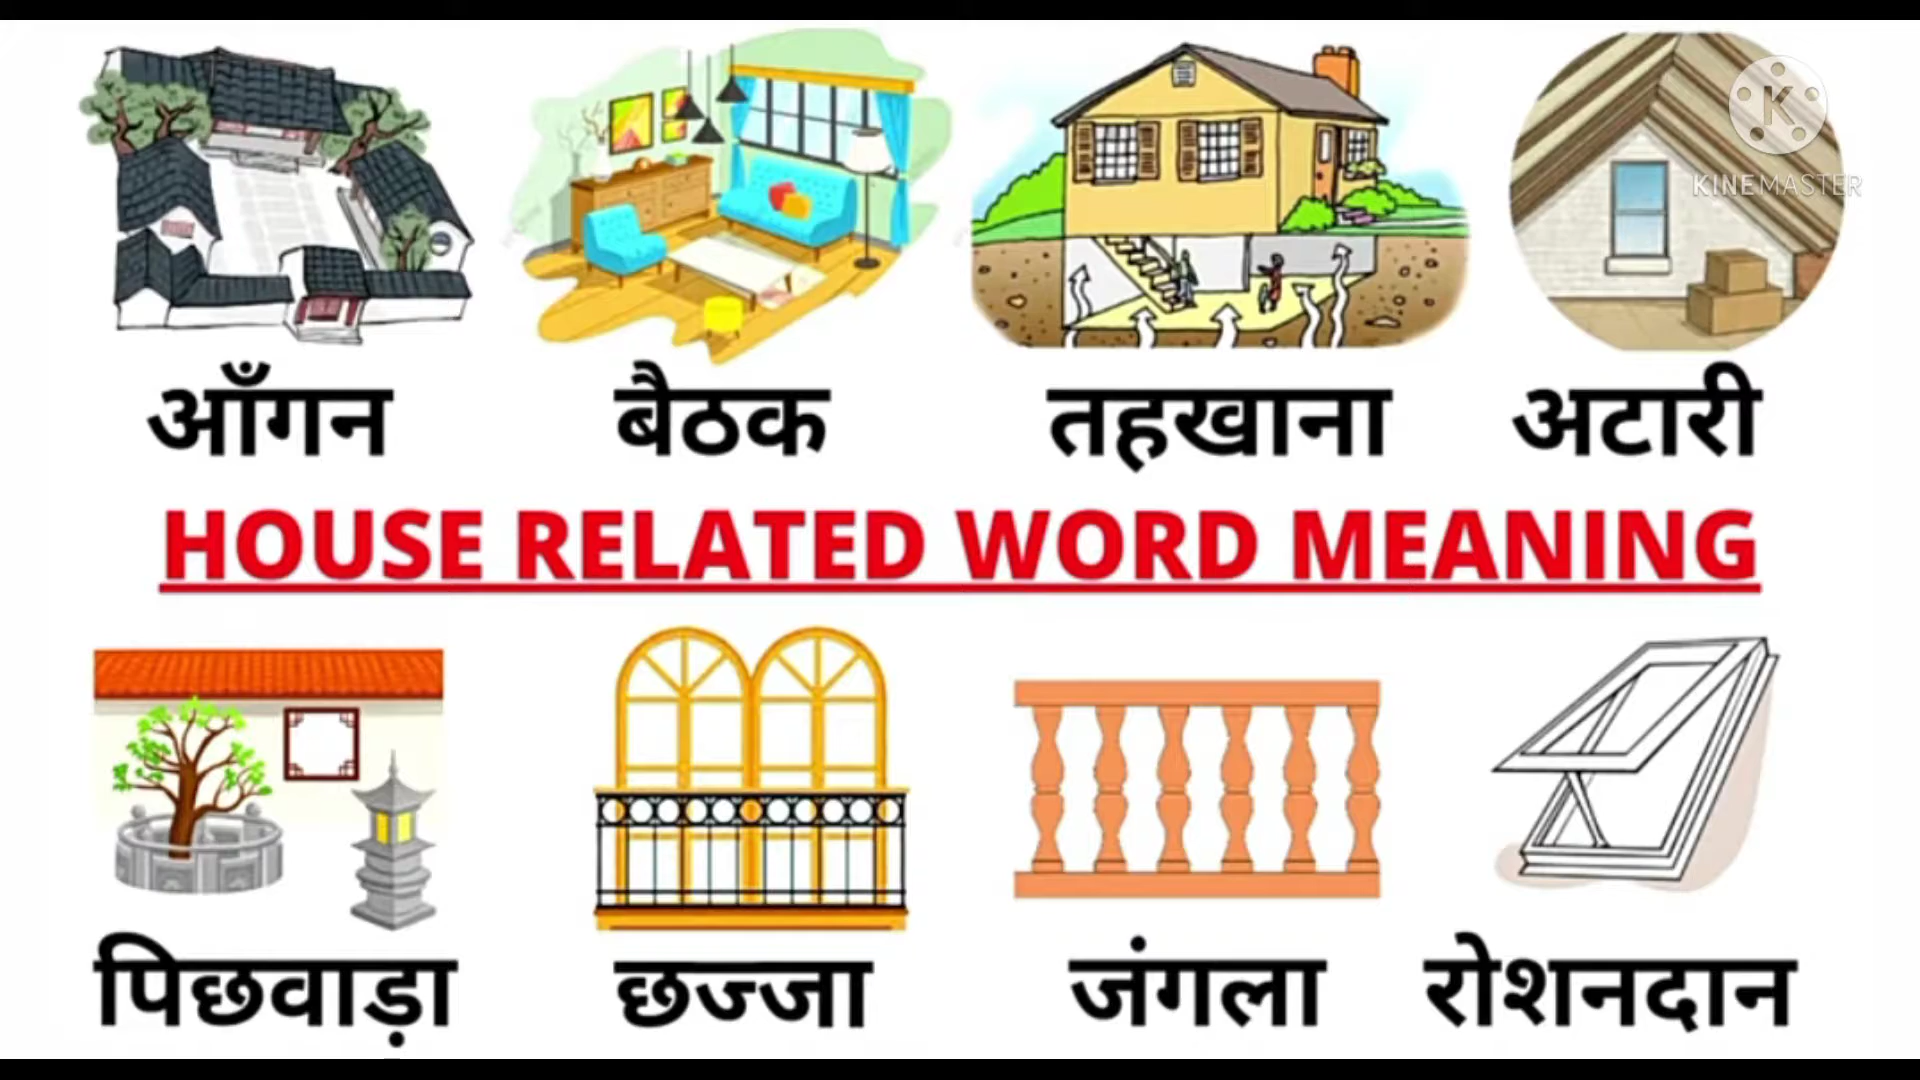 K
KINEMASTER
आँगन बैठक तहखाना अटारी
HOUSE RELATED WORD MEANING
पिछवाड़ा छज्जा जंगला रोशनदान